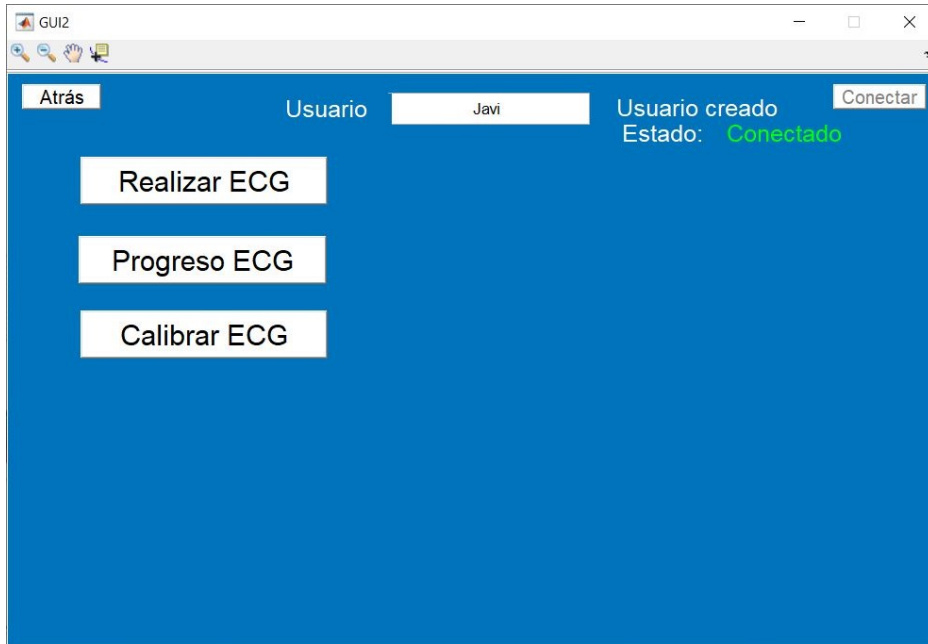 GUI2
Atrás
Usuario
Javi
Usuario creado
Conectar
Estado: Conectado
Realizar ECG
Progreso ECG
Calibrar ECG